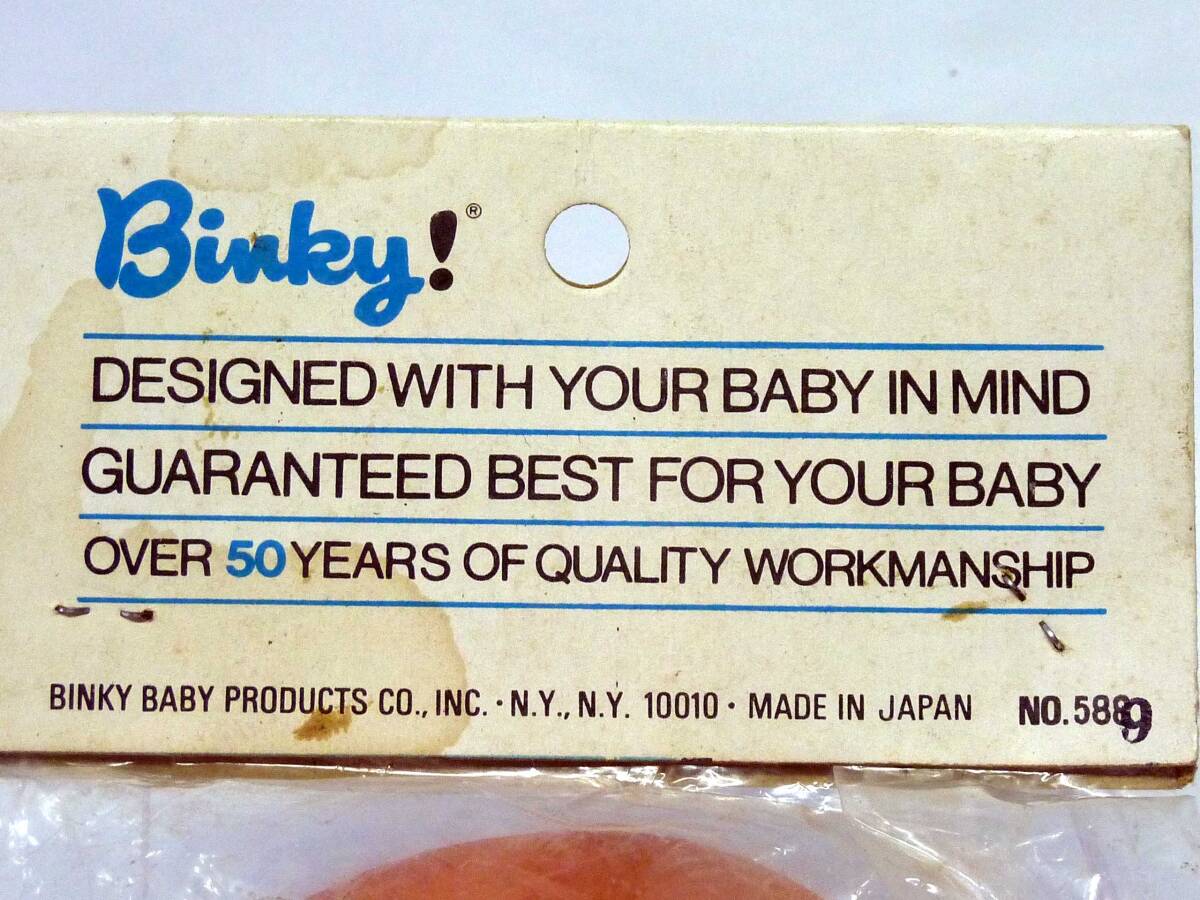 Binky!®
DESIGNED WITH YOUR BABY IN MIND
GUARANTEED BEST FOR YOUR BABY
OVER 50 YEARS OF QUALITY WORKMANSHIP
BINKY BABY PRODUCTS CO., INC. · N.Y., N.Y. 10010 · MADE IN JAPAN NO.